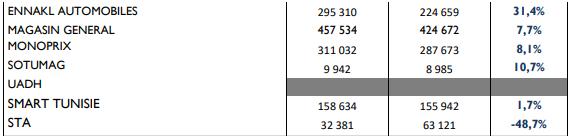 ENNAKL AUTOMOBILES 295 310 224 659 31,4%
MAGASIN GENERAL 457 534 424 672 7,7%
MONOPRIX 311 032 287 673 8,1%
SOTUMAG 9 942 8 985 10,7%
UADH
SMART TUNISIE 158 634 155 942 1,7%
STA 32 381 63 121 -48,7%